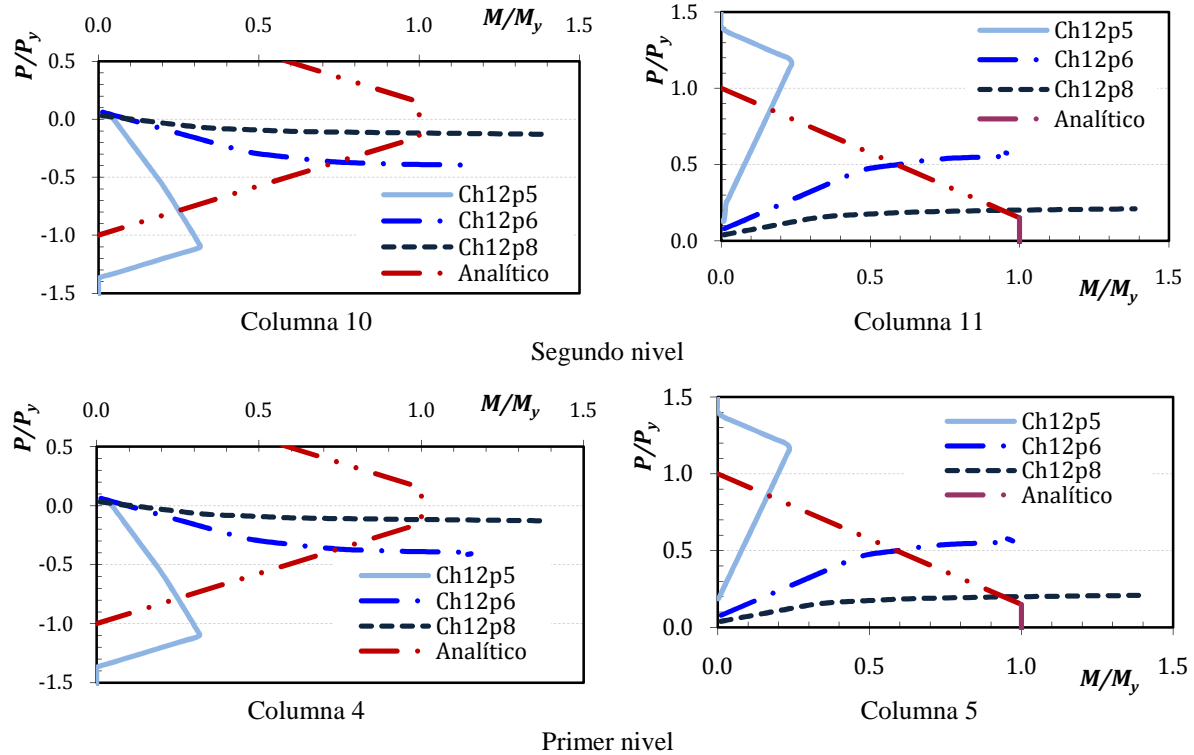 0.0 0.5 1.0 1.5
M/My
P/Py
0.5
0.0
-0.5
-1.0
-1.5
Ch12p5
Ch12p6
Ch12p8
Analítico
Columna 10
P/Py
1.5
1.0
0.5
0.0
Ch12p5
Ch12p6
Ch12p8
Analítico
0.0 0.5 1.0 1.5
M/My
Columna 11
Segundo nivel
0.0 0.5 1.0 1.5
M/My
P/Py
0.5
0.0
-0.5
-1.0
-1.5
Ch12p5
Ch12p6
Ch12p8
Analítico
Columna 4
P/Py
1.5
1.0
0.5
0.0
Ch12p5
Ch12p6
Ch12p8
Analítico
0.0 0.5 1.0 1.5
M/My
Columna 5
Primer nivel